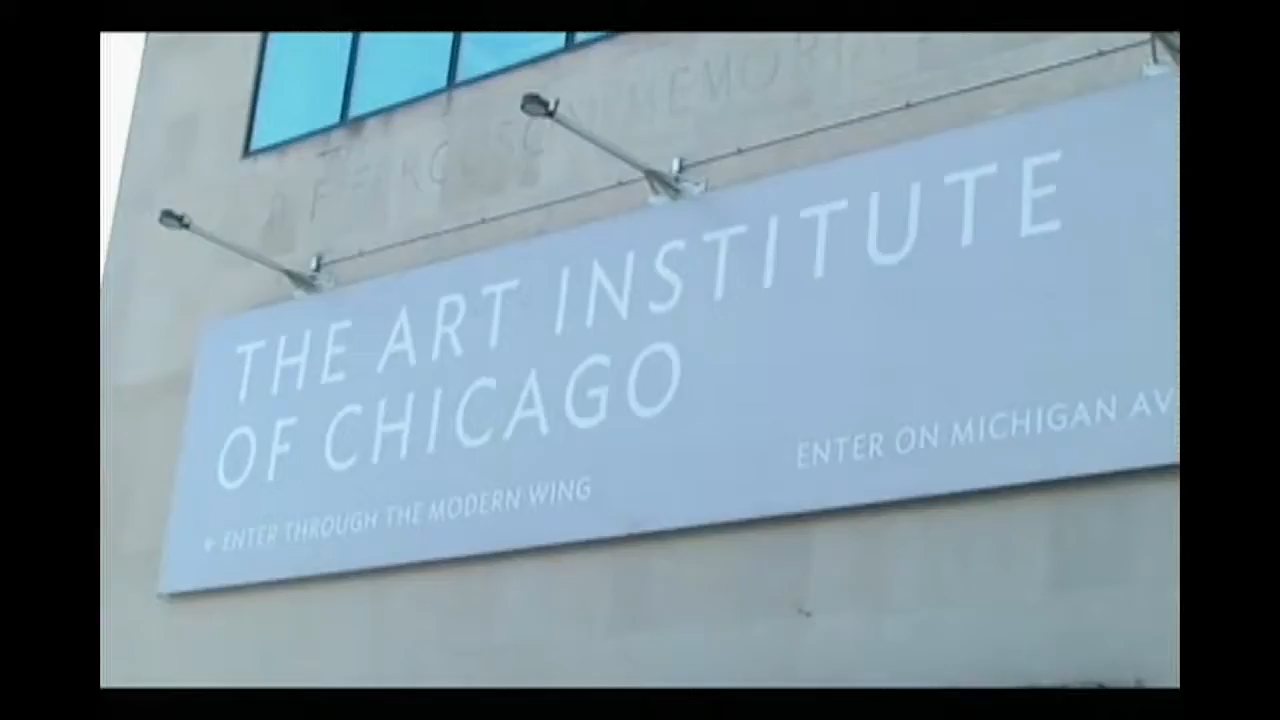 THE ART INSTITUTE
OF CHICAGO
ENTER THROUGH THE MODERN WING
ENTER ON MICHIGAN AV